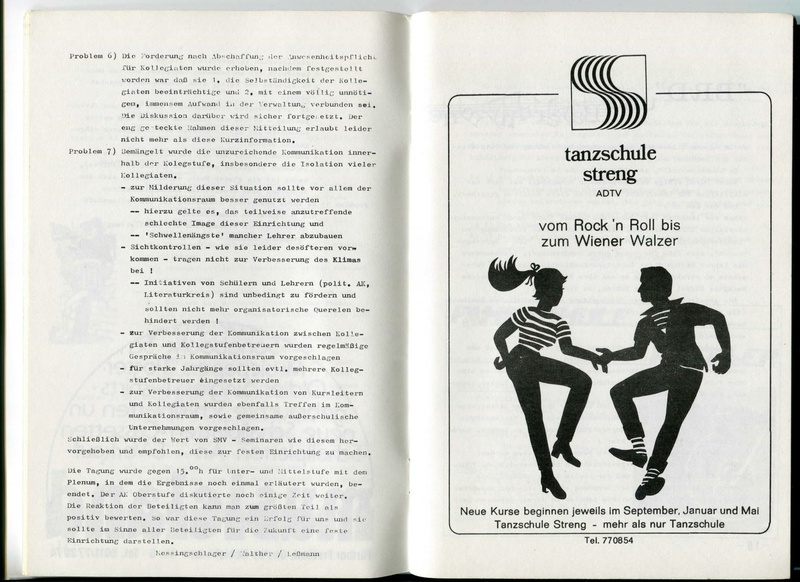 Problem 6) Die Forderung nach Abschaffung der Anwesenheitspflicht
für Kollegiaten wurde erhoben, nachdem festgestellt
worden war daß sie 1. die Selbständigkeit der Kolle-
giaten beeinträchtige und 2. mit einem völlig unnöti-
gen, immensem Aufwand in der Verwaltung verbunden sei.
Die Diskussion darüber wird sicher fortgesetzt. Der
eng gesteckte Rahmen dieser Mitteilung erlaubt leider
nicht mehr als diese Kurzinformation.
Problem 7) Bemängelt wurde die unzureichende Kommunikation inner-
halb der Kolegstufe, insbesondere die Isolation vieler
Kollegiaten.
- zur Milderung dieser Situation sollte vor allem der
Kommunikationsraum besser genutzt werden
-- hierzu gelte es, das teilweise anzutreffende
schlechte Image dieser Einrichtung und
-- 'Schwellenängste' mancher Lehrer abzubauen
- Sichtkontrollen - wie sie leider desöfteren vor-
kommen - tragen nicht zur Verbesserung des Klimas
bei !
-- Initiativen von Schülern und Lehrern (polit. AK,
Literaturkreis) sind unbedingt zu fördern und
sollten nicht mehr organisatorische Querelen be-
hindert werden !
- zur Verbesserung der Kommunikation zwischen Kolle-
giaten und Kollegstufenbetreuern wurden regelmäßige
Gespräche in Kommunikationsraum vorgeschlagen
- für starke Jahrgänge sollten evtl. mehrere Kolleg-
stufenbetreuer eingesetzt werden
- zur Verbesserung der Kommunikation von Kursleitern
und Kollegiaten wurden ebenfalls Treffen im Kom-
munikationsraum, sowie gemeinsame außerschulische
Unternehmungen vorgeschlagen.
Schließlich wurde der Wert von SMV - Seminaren wie diesem her-
vorgehoben und empfohlen, diese zur festen Einrichtung zu machen.
Die Tagung wurde gegen 15.00h für Unter- und Mittelstufe mit dem
Plenum, in dem die Ergebnisse noch einmal erläutert wurden, be-
endet. Der AK Oberstufe diskutierte noch einige Zeit weiter.
Die Reaktion der Beteiligten kann man zum größten Teil als
positiv bewerten. So war diese Tagung ein Erfolg für uns und sie
sollte im Sinne aller Beteiligten für die Zukunft eine feste
Einrichtung darstellen.
Messingschlager / Walther / Leßmann
tanzschule
streng
ADTV
vom Rock 'n Roll bis
zum Wiener Walzer
Neue Kurse beginnen jeweils im September, Januar und Mai
Tanzschule Streng - mehr als nur Tanzschule
Tel. 770854